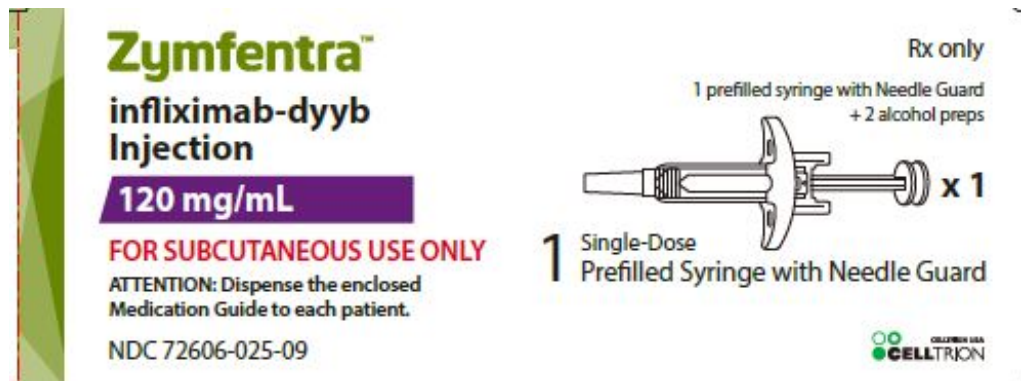 Zymfentra™
infliximab-dyyb
Injection
120 mg/mL
FOR SUBCUTANEOUS USE ONLY
ATTENTION: Dispense the enclosed
Medication Guide to each patient.
NDC 72606-025-09
Rx only
1 prefilled syringe with Needle Guard
+ 2 alcohol preps
x 1
1 Single-Dose
Prefilled Syringe with Needle Guard
CELLTRION USA
CELLTRION